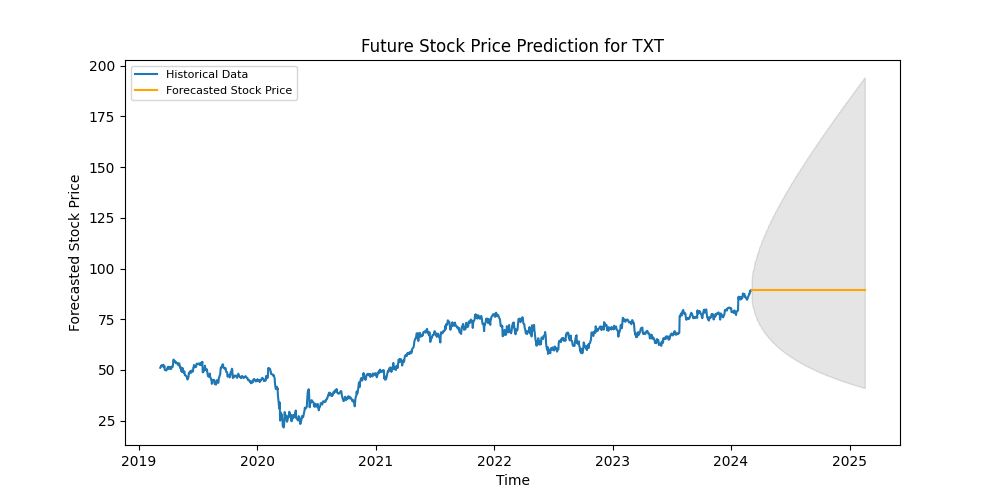 Future Stock Price Prediction for TXT
Historical Data
Forecasted Stock Price
200
175
150
125
100
75
50
25
Forecasted Stock Price
2019 2020 2021 2022 2023 2024 2025
Time